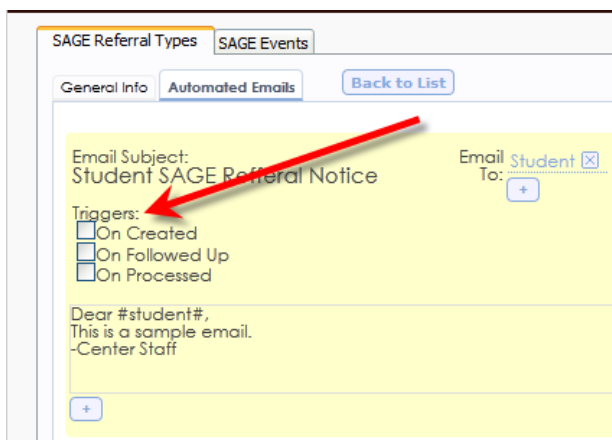 SAGE Referral Types SAGE Events
General Info Automated Emails Back to List
Email Subject:
Student SAGE Refferal Notice
Email To: Student
+
Triggers:
On Created
On Followed Up
On Processed
Dear #student#,
This is a sample email.
-Center Staff
+